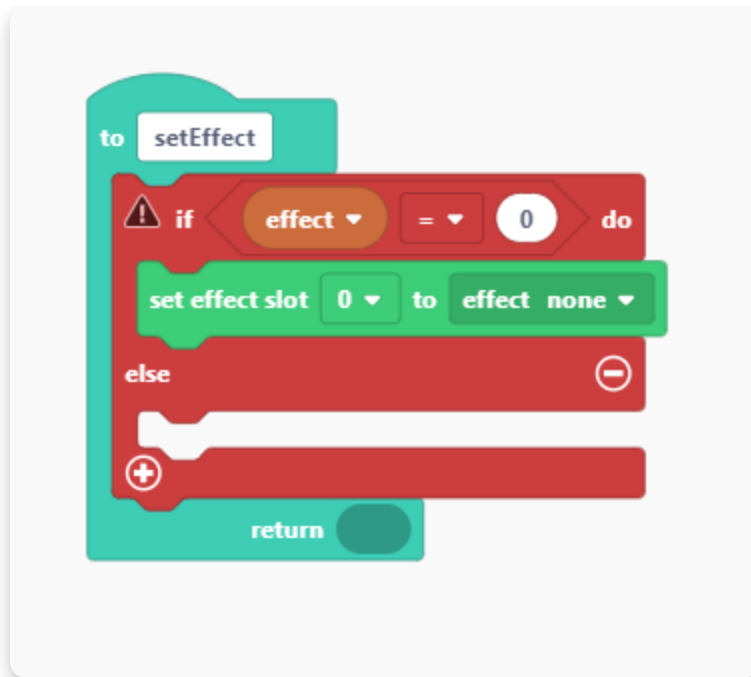 to setEffect
if effect = 0 do
set effect slot 0 to effect none
else
return